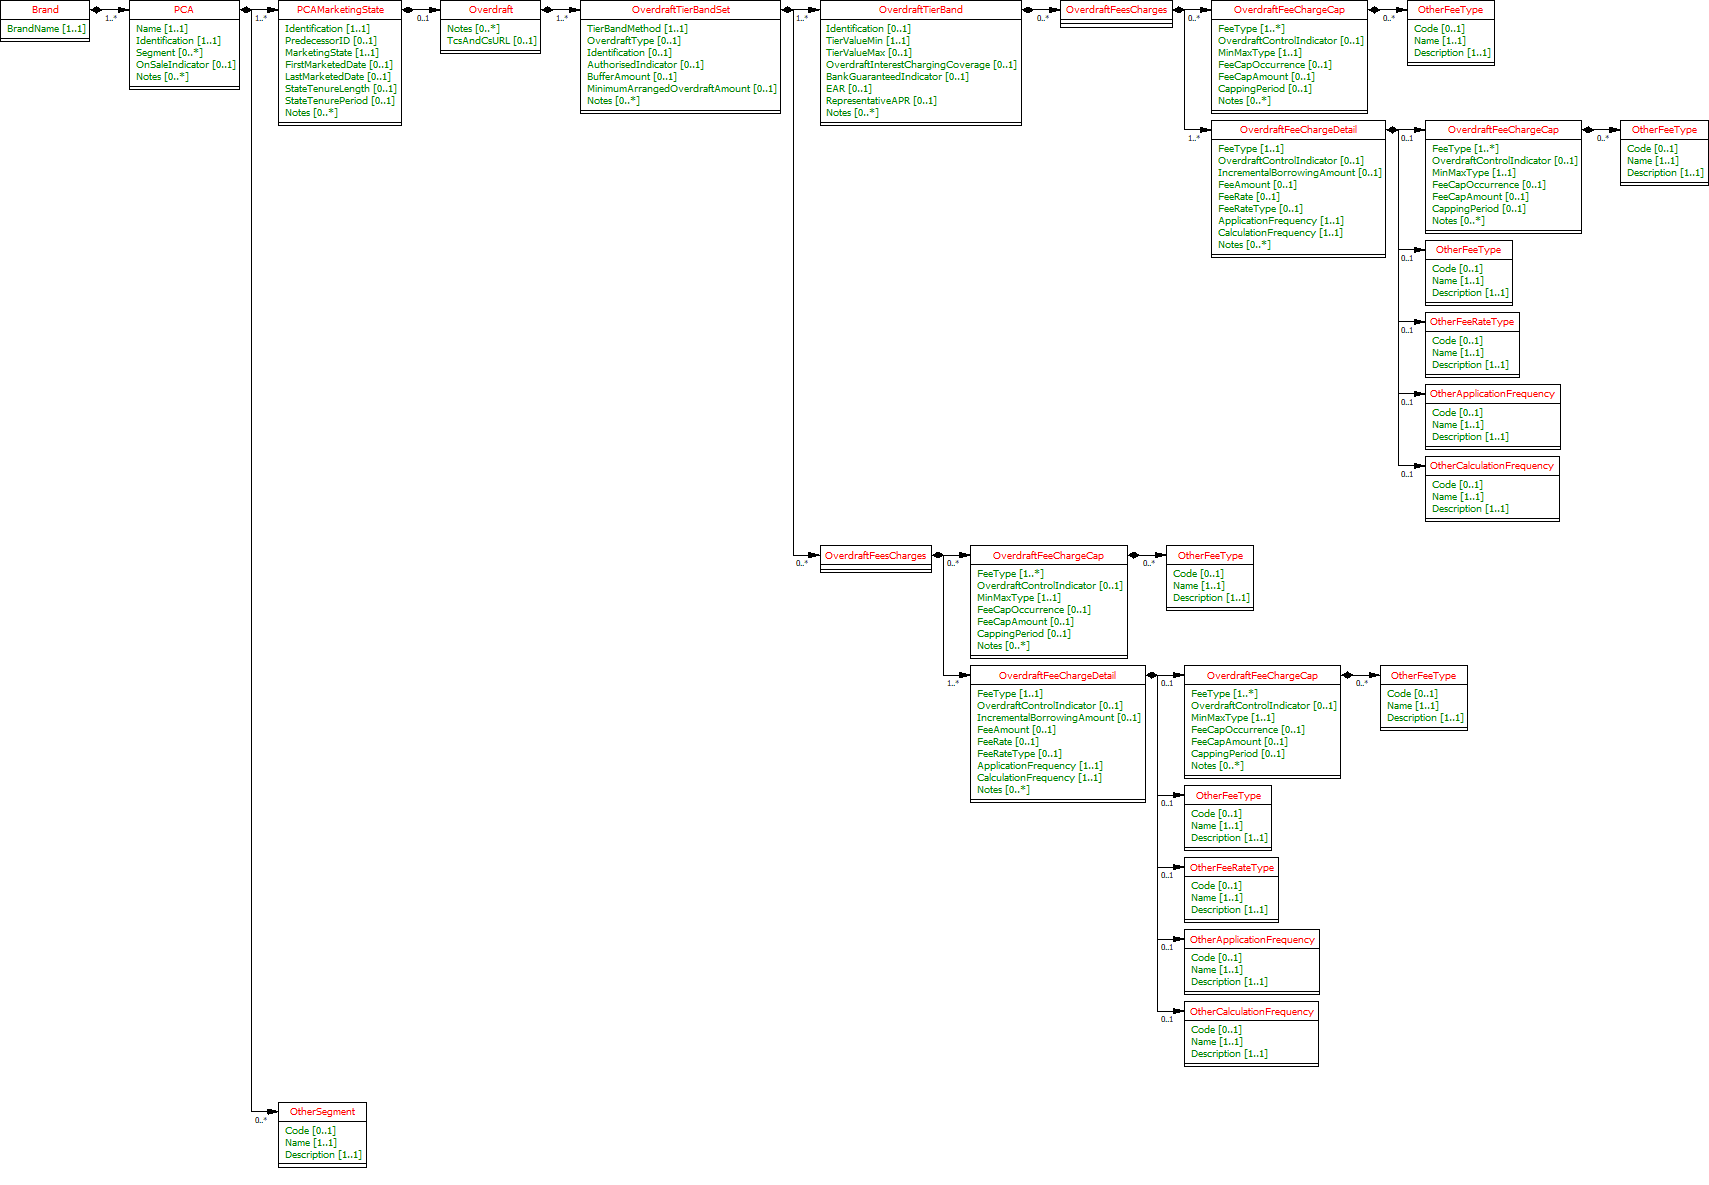 Brand
BrandName [1..1]
1..*
PCA
Name [1..1]
Identification [1..1]
Segment [0..*]
OnSaleIndicator [0..1]
Notes [0..*]
1..*
PCAMarketingState
Identification [1..1]
PredecessorID [0..1]
MarketingState [1..1]
FirstMarketedDate [0..1]
LastMarketedDate [0..1]
StateTenureLength [0..1]
StateTenurePeriod [0..1]
Notes [0..*]
0..1
Overdraft
Notes [0..*]
TcsAndCsURL [0..1]
1..*
OverdraftTierBandSet
TierBandMethod [1..1]
OverdraftType [0..1]
Identification [0..1]
AuthorisedIndicator [0..1]
BufferAmount [0..1]
MinimumArrangedOverdraftAmount [0..1]
Notes [0..*]
1..*
OverdraftTierBand
Identification [0..1]
TierValueMin [1..1]
TierValueMax [0..1]
OverdraftInterestChargingCoverage [0..1]
BankGuaranteedIndicator [0..1]
EAR [0..1]
RepresentativeAPR [0..1]
Notes [0..*]
0..*
OverdraftFeesCharges
0..*
OverdraftFeeChargeCap
FeeType [1..*]
OverdraftControlIndicator [0..1]
MinMaxType [1..1]
FeeCapOccurrence [0..1]
FeeCapAmount [0..1]
CappingPeriod [0..1]
Notes [0..*]
0..*
OtherFeeType
Code [0..1]
Name [1..1]
Description [1..1]
1..*
OverdraftFeeChargeDetail
FeeType [1..1]
OverdraftControlIndicator [0..1]
IncrementalBorrowingAmount [0..1]
FeeAmount [0..1]
FeeRate [0..1]
FeeRateType [0..1]
ApplicationFrequency [1..1]
CalculationFrequency [1..1]
Notes [0..*]
0..1
OverdraftFeeChargeCap
FeeType [1..*]
OverdraftControlIndicator [0..1]
MinMaxType [1..1]
FeeCapOccurrence [0..1]
FeeCapAmount [0..1]
CappingPeriod [0..1]
Notes [0..*]
0..*
OtherFeeType
Code [0..1]
Name [1..1]
Description [1..1]
0..1
OtherFeeType
Code [0..1]
Name [1..1]
Description [1..1]
0..1
OtherFeeRateType
Code [0..1]
Name [1..1]
Description [1..1]
0..1
OtherApplicationFrequency
Code [0..1]
Name [1..1]
Description [1..1]
0..1
OtherCalculationFrequency
Code [0..1]
Name [1..1]
Description [1..1]
0..*
OverdraftFeesCharges
0..*
OverdraftFeeChargeCap
FeeType [1..*]
OverdraftControlIndicator [0..1]
MinMaxType [1..1]
FeeCapOccurrence [0..1]
FeeCapAmount [0..1]
CappingPeriod [0..1]
Notes [0..*]
0..*
OtherFeeType
Code [0..1]
Name [1..1]
Description [1..1]
1..*
OverdraftFeeChargeDetail
FeeType [1..1]
OverdraftControlIndicator [0..1]
IncrementalBorrowingAmount [0..1]
FeeAmount [0..1]
FeeRate [0..1]
FeeRateType [0..1]
ApplicationFrequency [1..1]
CalculationFrequency [1..1]
Notes [0..*]
0..1
OverdraftFeeChargeCap
FeeType [1..*]
OverdraftControlIndicator [0..1]
MinMaxType [1..1]
FeeCapOccurrence [0..1]
FeeCapAmount [0..1]
CappingPeriod [0..1]
Notes [0..*]
0..*
OtherFeeType
Code [0..1]
Name [1..1]
Description [1..1]
0..1
OtherFeeType
Code [0..1]
Name [1..1]
Description [1..1]
0..1
OtherFeeRateType
Code [0..1]
Name [1..1]
Description [1..1]
0..1
OtherApplicationFrequency
Code [0..1]
Name [1..1]
Description [1..1]
0..1
OtherCalculationFrequency
Code [0..1]
Name [1..1]
Description [1..1]
0..*
OtherSegment
Code [0..1]
Name [1..1]
Description [1..1]